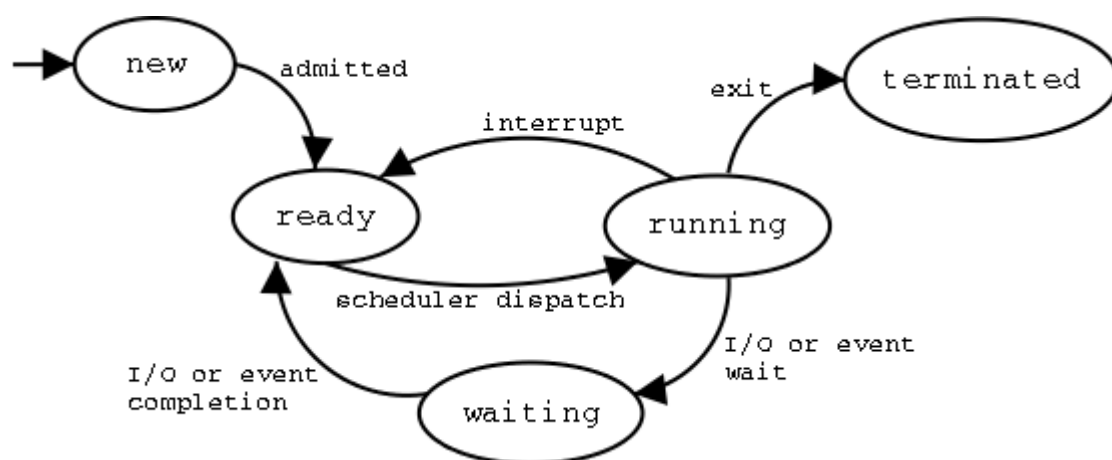 new
admitted
terminated
exit
interrupt
ready
running
scheduler dispatch
I/O or event
wait
I/O or event
completion
waiting